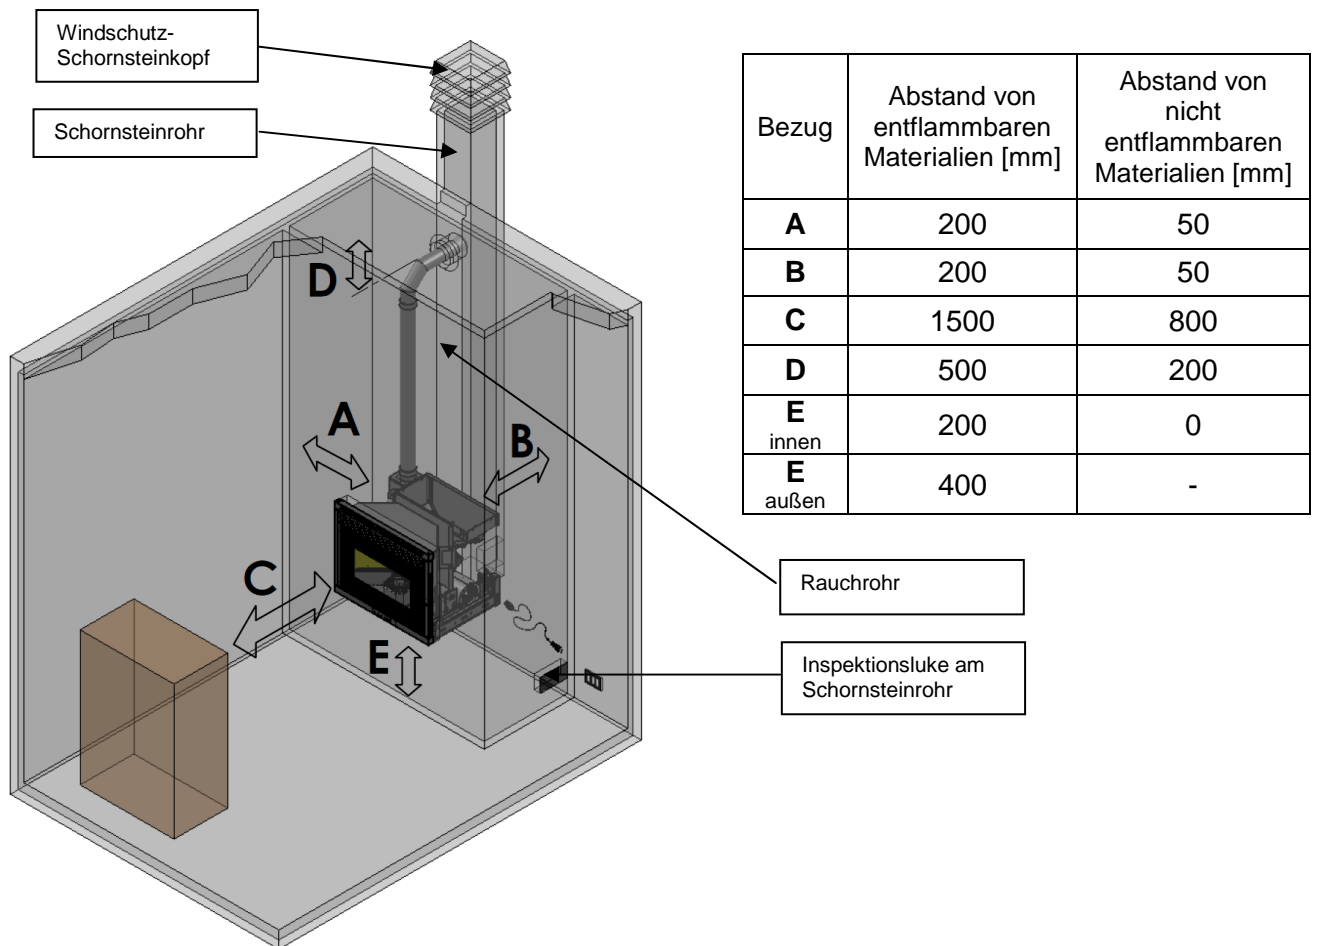 Windschutz-
Schornsteinkopf
Schornsteinrohr
D
A
B
C
E
Bezug
Abstand von
entflammbaren
Materialien [mm]
Abstand von
nicht
entflammbaren
Materialien [mm]
A 200 50
B 200 50
C 1500 800
D 500 200
E
innen
200 0
E
außen
400 -
Rauchrohr
Inspektionsluke am
Schornsteinrohr